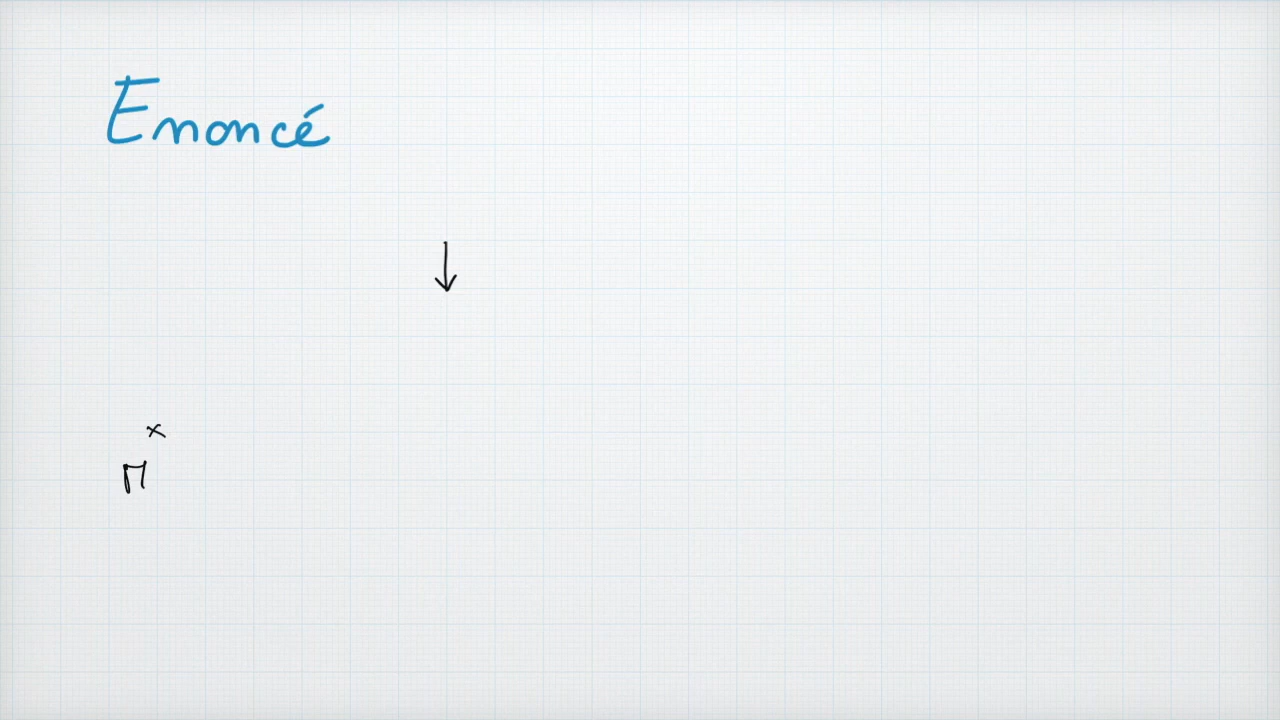 Enoncé
↓
×
Π